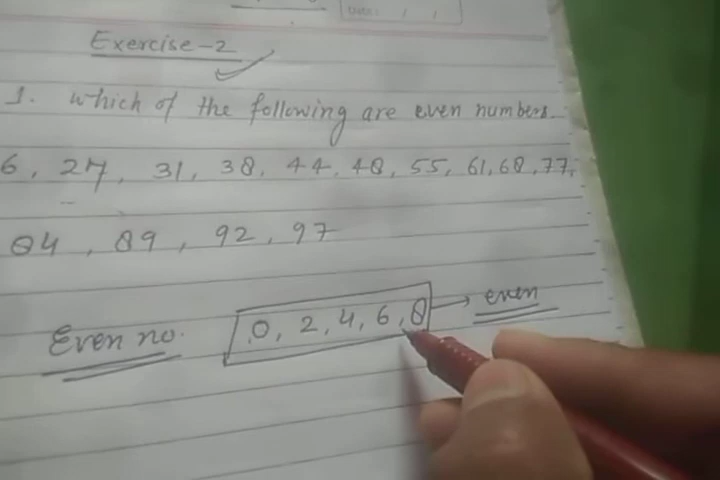 Exercise-2
1. Which of the following are even numbers.
6, 27, 31, 38, 44, 48, 55, 61, 68, 77,
84, 89, 92, 97
Even no. 0, 2, 4, 6, 8 → even